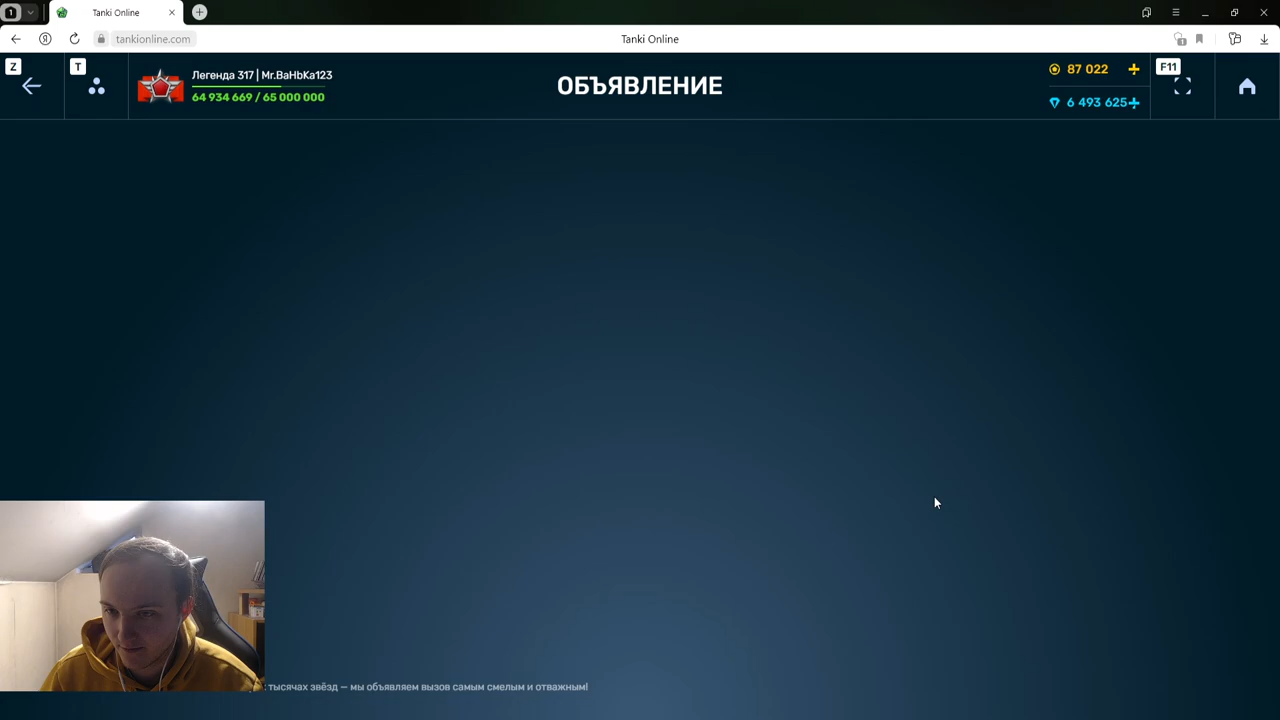 1
Tanki Online
tankionline.com
Tanki Online
Z
T
Легенда 317 | Mr.BaHbKa123
64 934 669 / 65 000 000
ОБЪЯВЛЕНИЕ
87 022
6 493 625
F11
тысячах звёзд — мы объявляем вызов самым смелым и отважным!